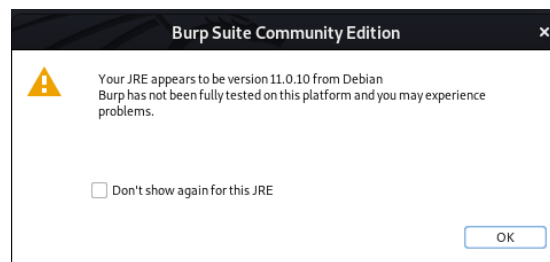 Burp Suite Community Edition
×
Your JRE appears to be version 11.0.10 from Debian
Burp has not been fully tested on this platform and you may experience
problems.
Don't show again for this JRE
OK